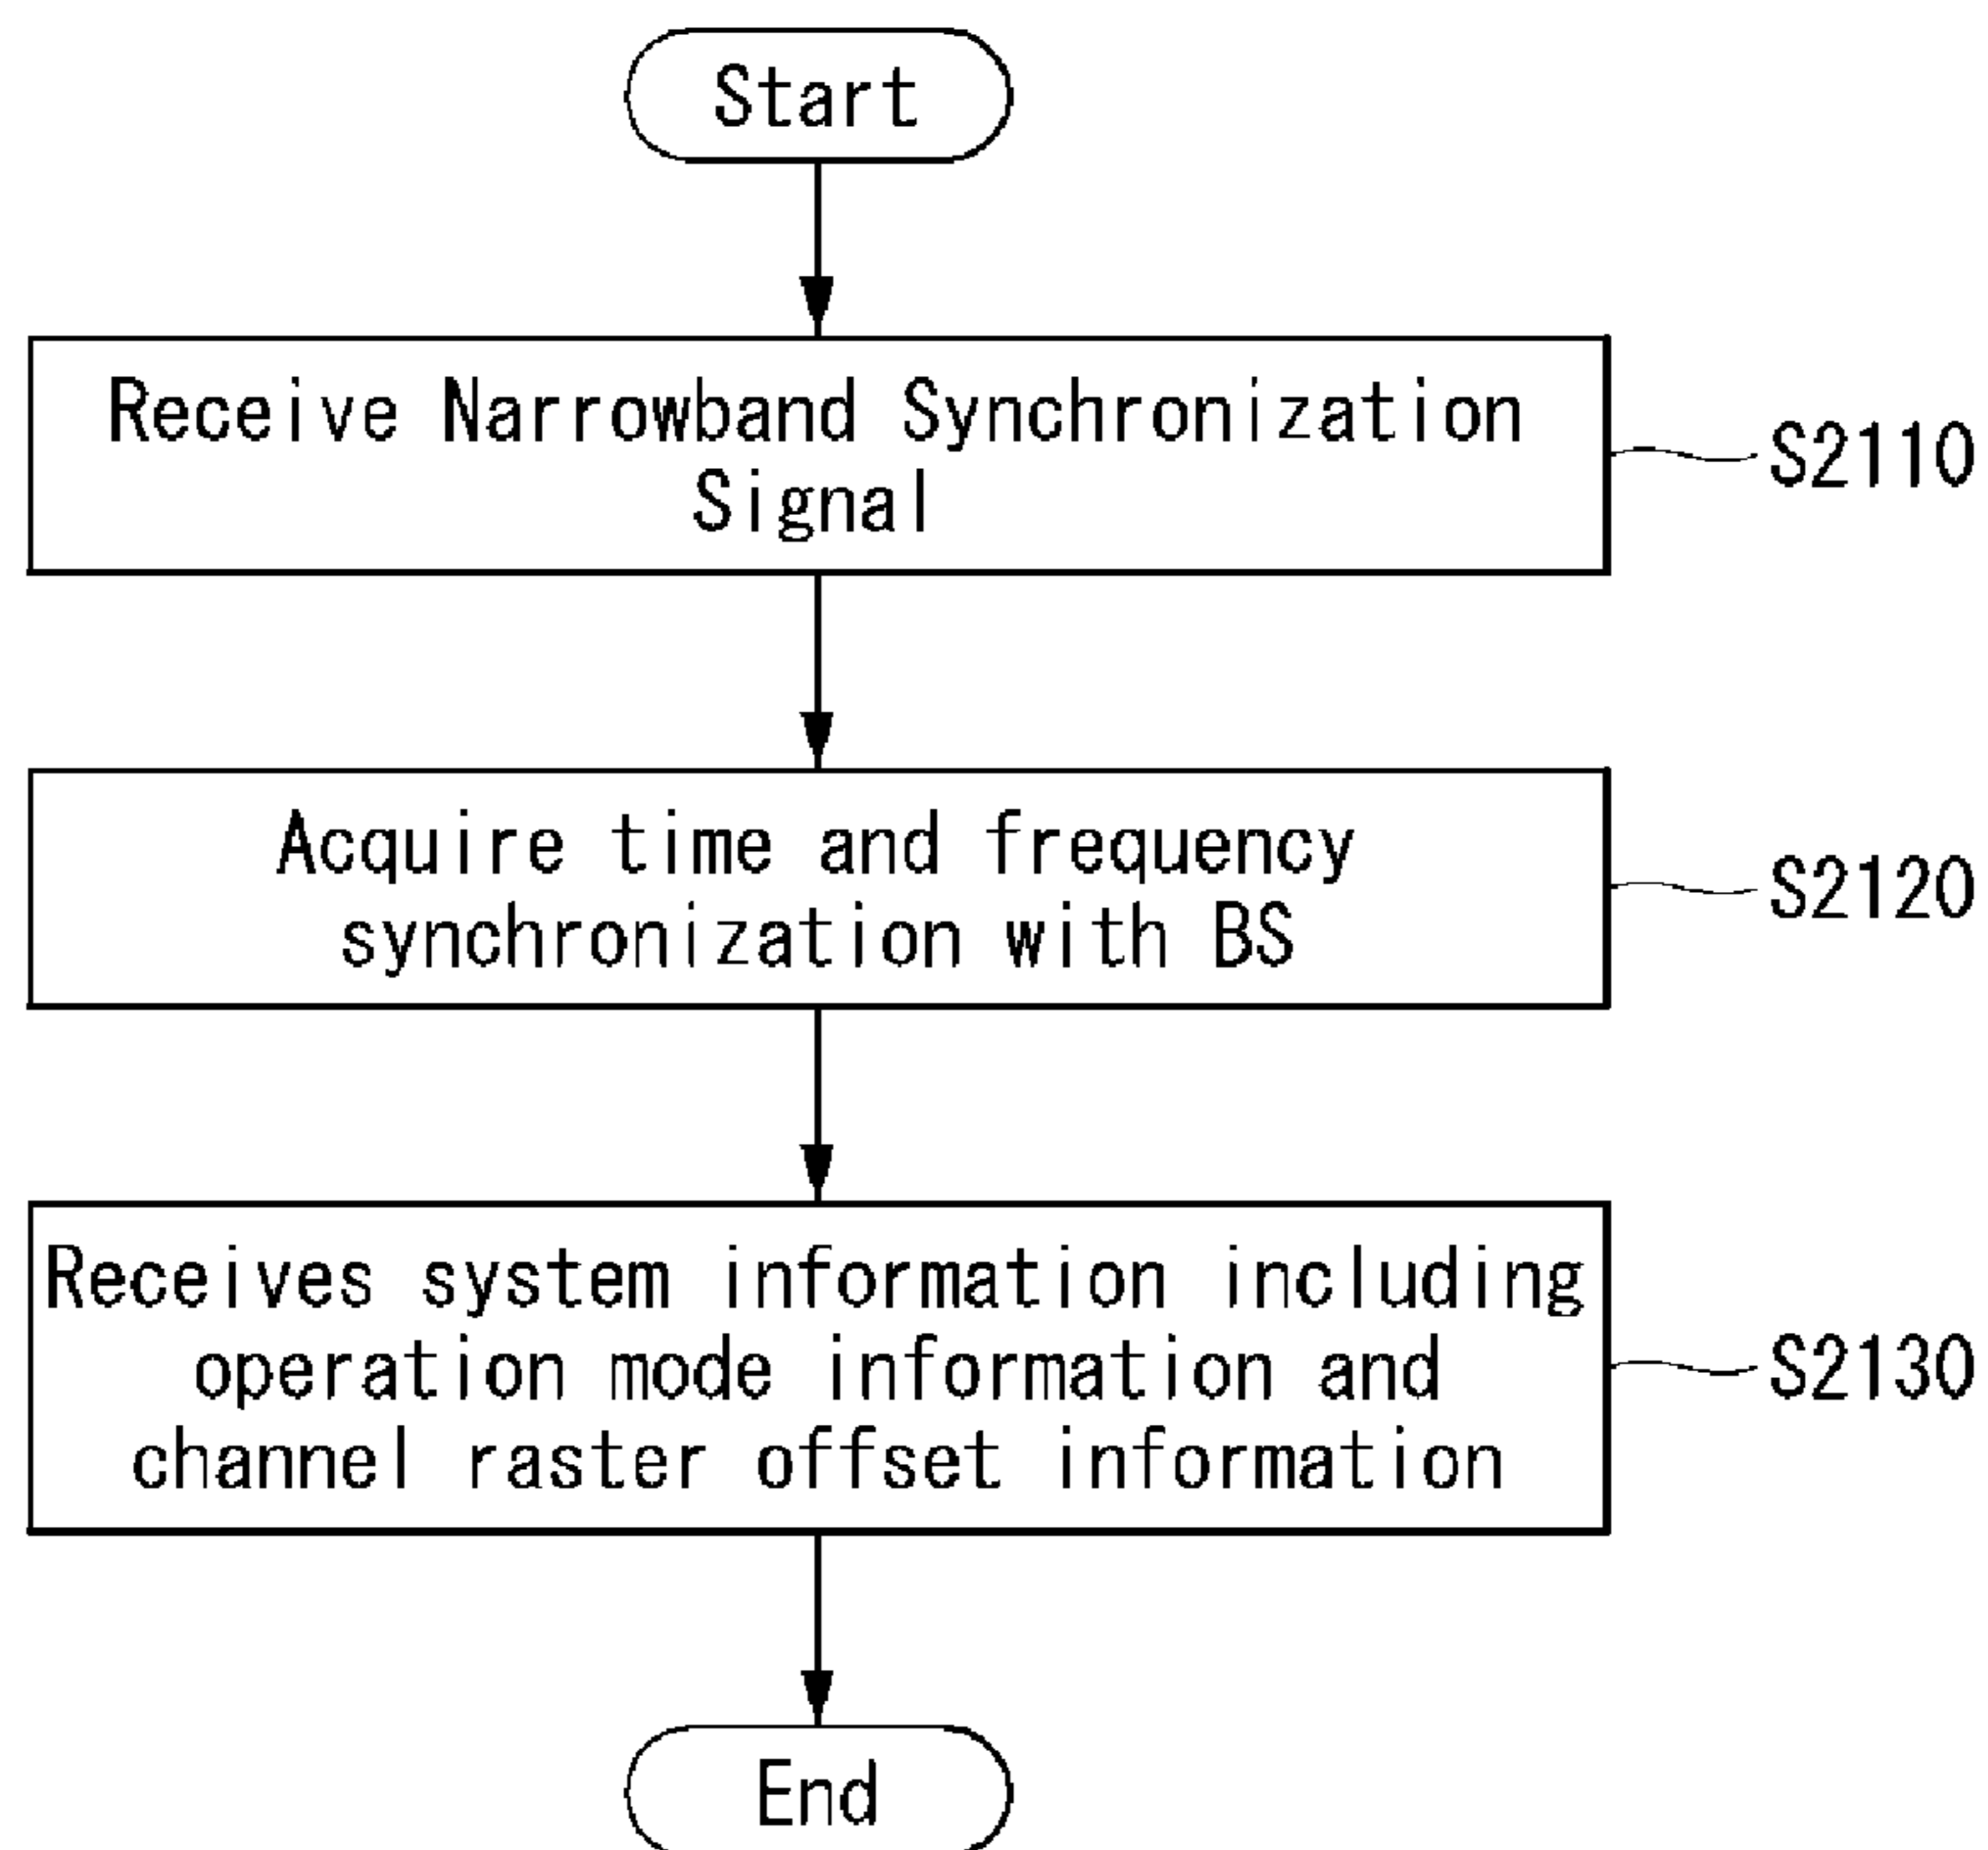 Start
Receive Narrowband Synchronization
Signal
S2110
Acquire time and frequency
synchronization with BS
S2120
Receives system information including
operation mode information and
channel raster offset information
S2130
End